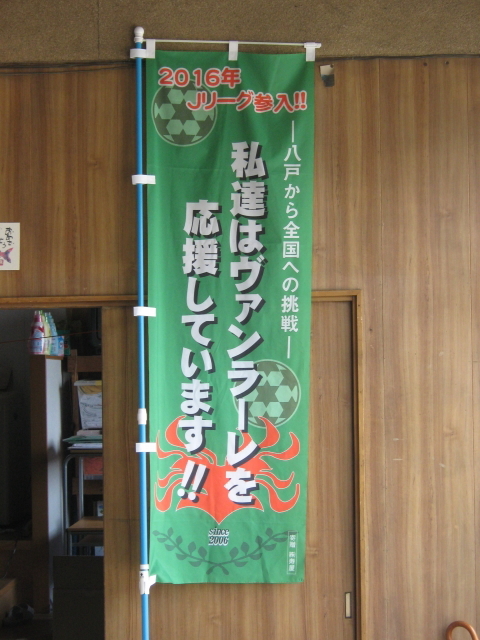 2016年
Jリーグ参入!!
―八戸から全国への挑戦―
私達はヴァンラーレを
応援しています!!
since
2006